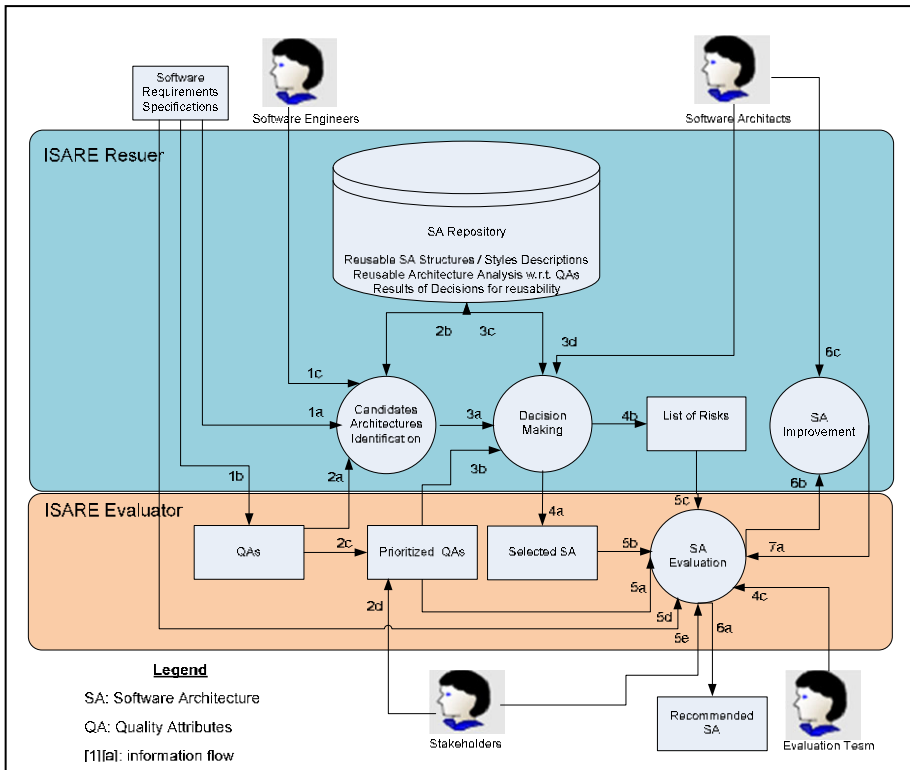 Software
Requirements
Specifications
Software Engineers
Software Architects
ISARE Resuer
SA Repository
Reusable SA Structures / Styles Descriptions
Reusable Architecture Analysis w.r.t. QAs
Results of Decisions for reusability
2b
3c
3d
6c
1c
1a
Candidates
Architectures
Identification
3a
Decision
Making
4b
List of Risks
SA
Improvement
1b
2a
3b
5c
6b
ISARE Evaluator
4a
QAs
2c
Prioritized QAs
Selected SA
5b
SA
Evaluation
7a
2d
5a
5d
4c
5e
6a
Legend
SA: Software Architecture
QA: Quality Attributes
[1][a]: information flow
Stakeholders
Recommended
SA
Evaluation Team